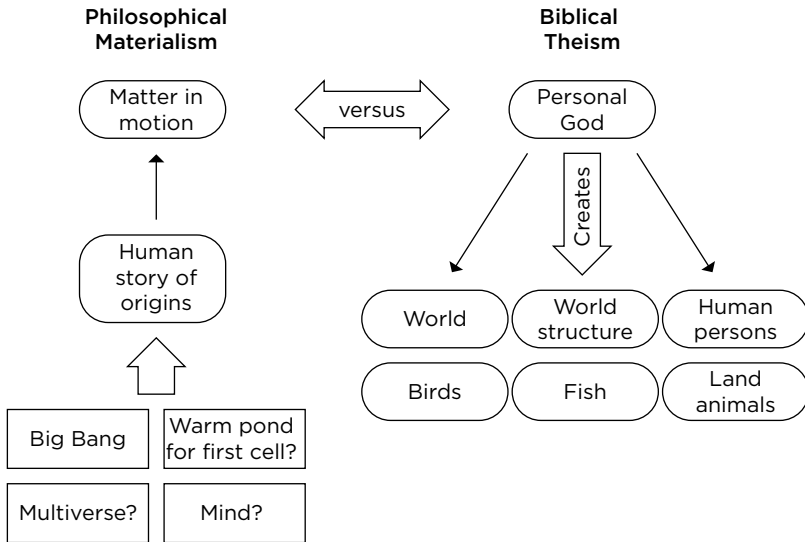 Philosophical
Materialism
Biblical
Theism
Matter in
motion
versus
Personal
God
Creates
Human
story of
origins
World
World
structure
Human
persons
Birds
Fish
Land
animals
Big Bang
Warm pond
for first cell?
Multiverse?
Mind?